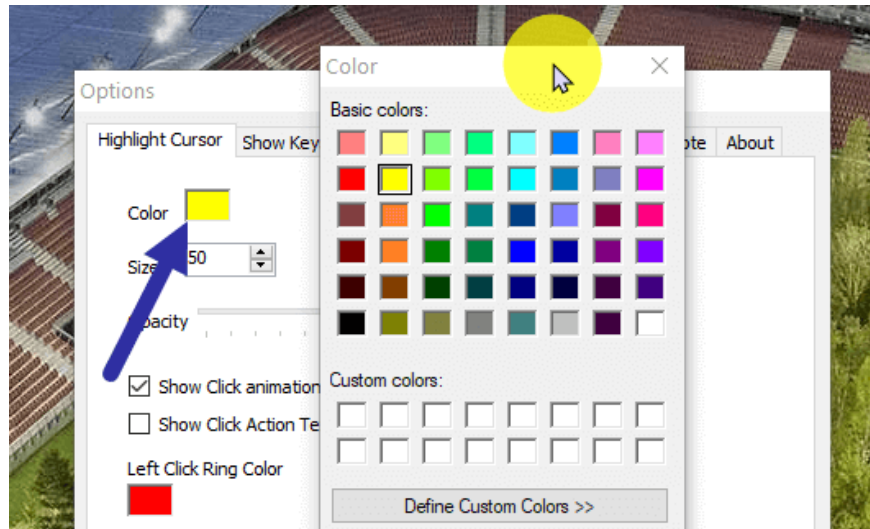 Options
Highlight Cursor
Show Key
Color
50
Size
Opacity
Show Click animation
Show Click Action Te
Left Click Ring Color
Color
Basic colors:
Custom colors:
Define Custom Colors >>
About